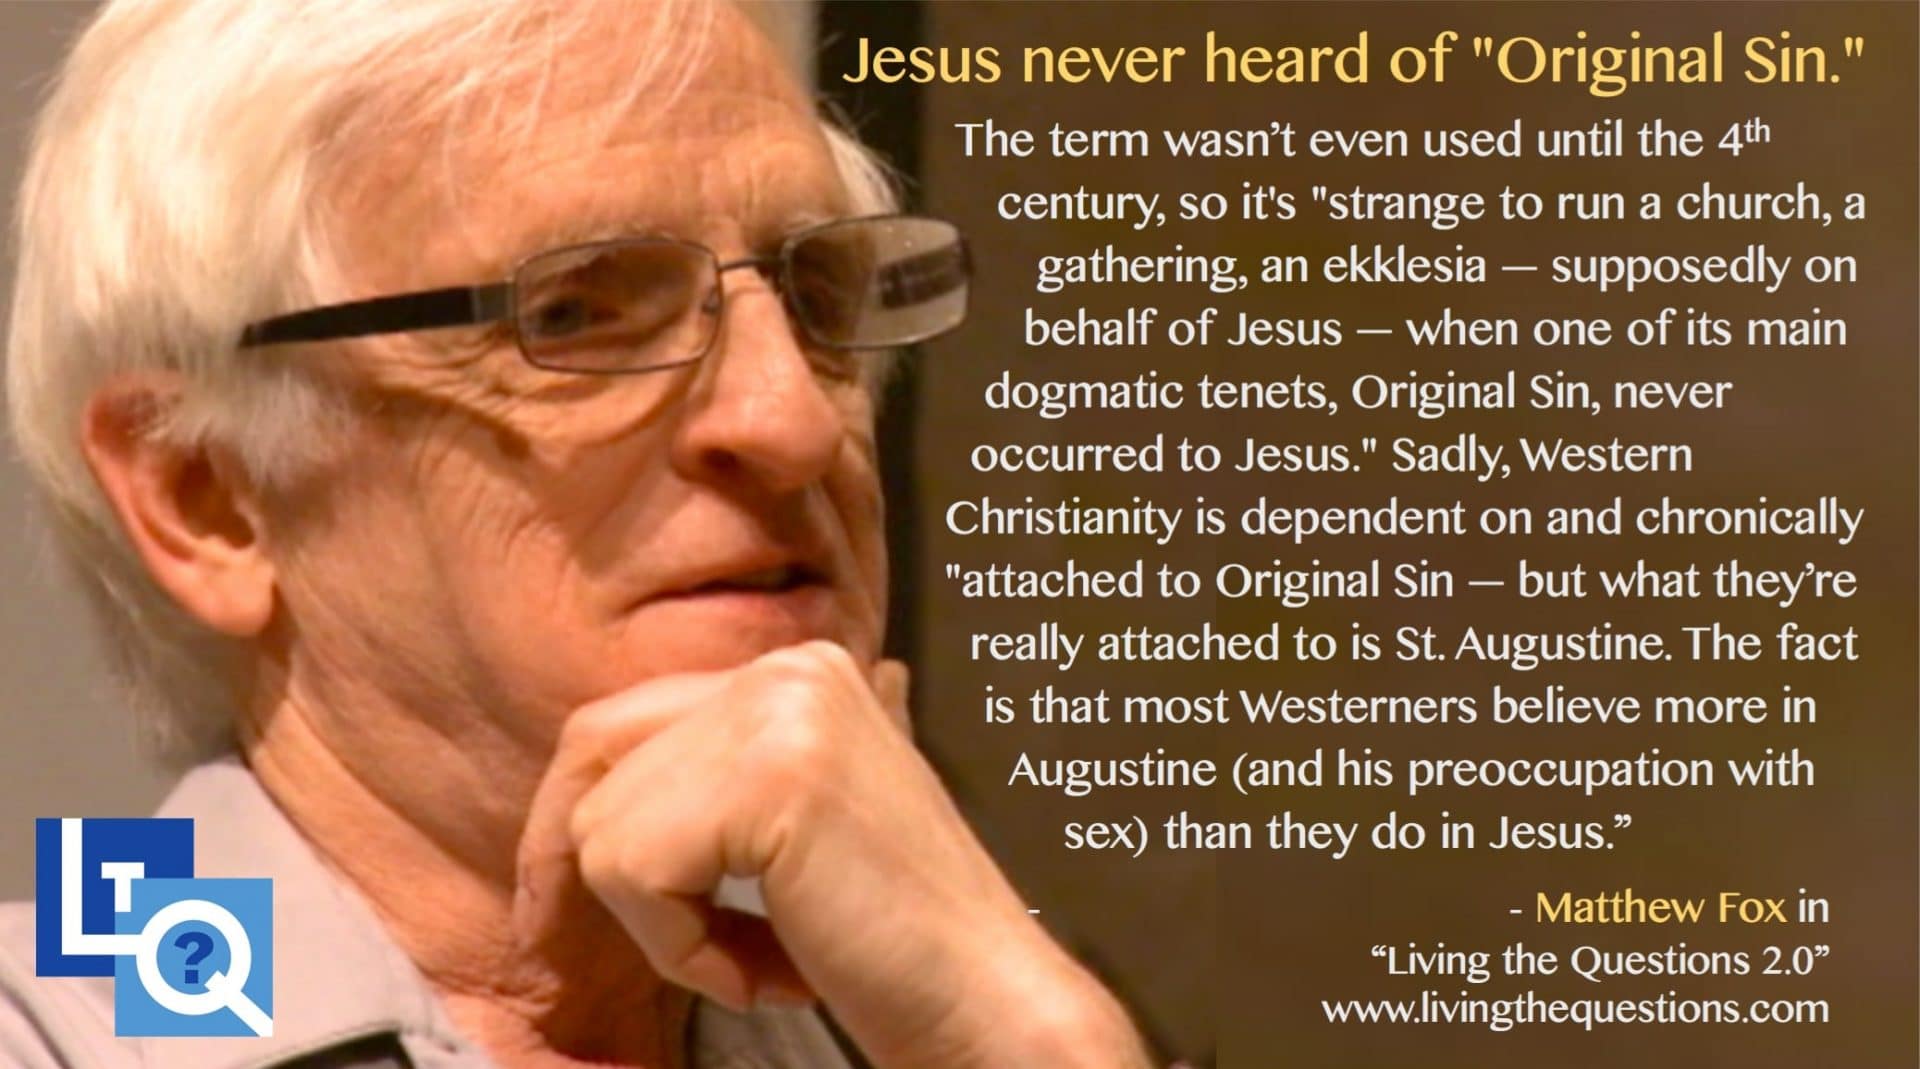 Jesus never heard of "Original Sin."
The term wasn’t even used until the 4th
century, so it's "strange to run a church, a
gathering, an ekklesia — supposedly on
behalf of Jesus — when one of its main
dogmatic tenets, Original Sin, never
occurred to Jesus." Sadly, Western
Christianity is dependent on and chronically
"attached to Original Sin — but what they’re
really attached to is St. Augustine. The fact
is that most Westerners believe more in
Augustine (and his preoccupation with
sex) than they do in Jesus.”
- - Matthew Fox in
“Living the Questions 2.0”
www.livingthequestions.com
LTQ?